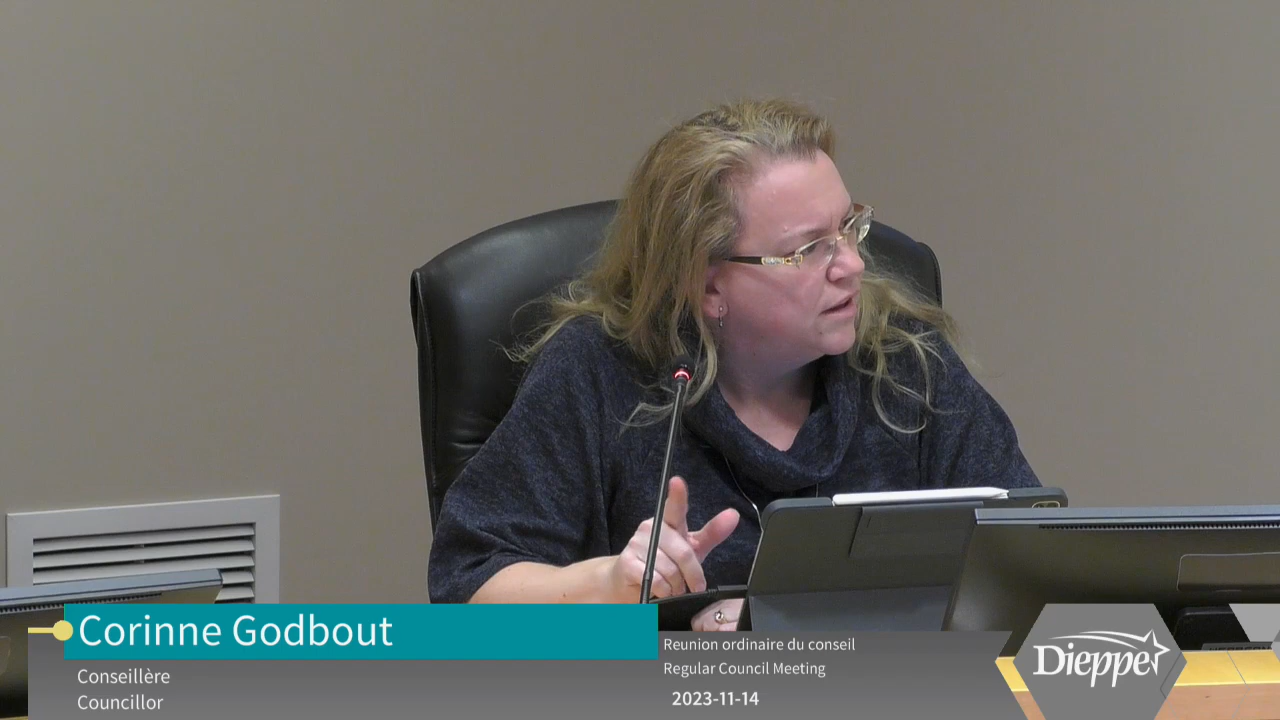 Corinne Godbout
Conseillère
Councillor
Reunion ordinaire du conseil
Regular Council Meeting
2023-11-14
Dieppe